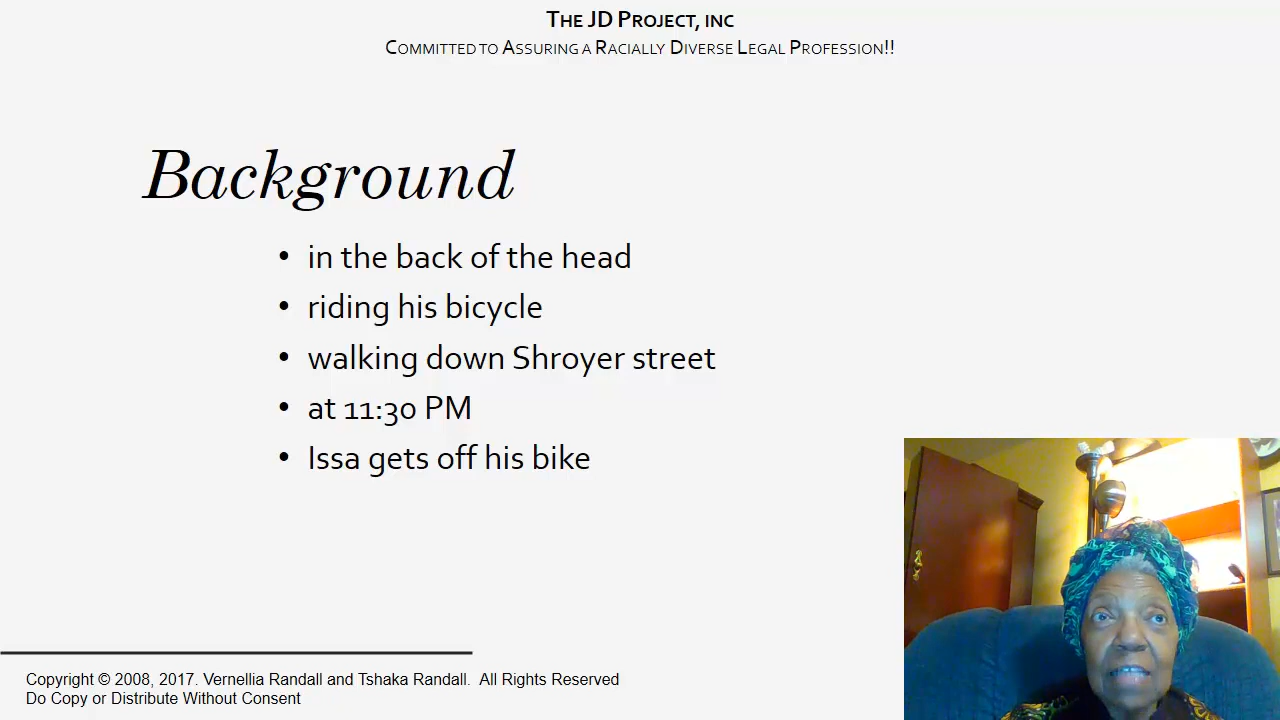 THE JD PROJECT, INC
COMMITTED TO ASSURING A RACIALLY DIVERSE LEGAL PROFESSION!!
Background
• in the back of the head
• riding his bicycle
• walking down Shroyer street
• at 11:30 PM
• Issa gets off his bike
Copyright © 2008, 2017. Vernellia Randall and Tshaka Randall. All Rights Reserved
Do Copy or Distribute Without Consent